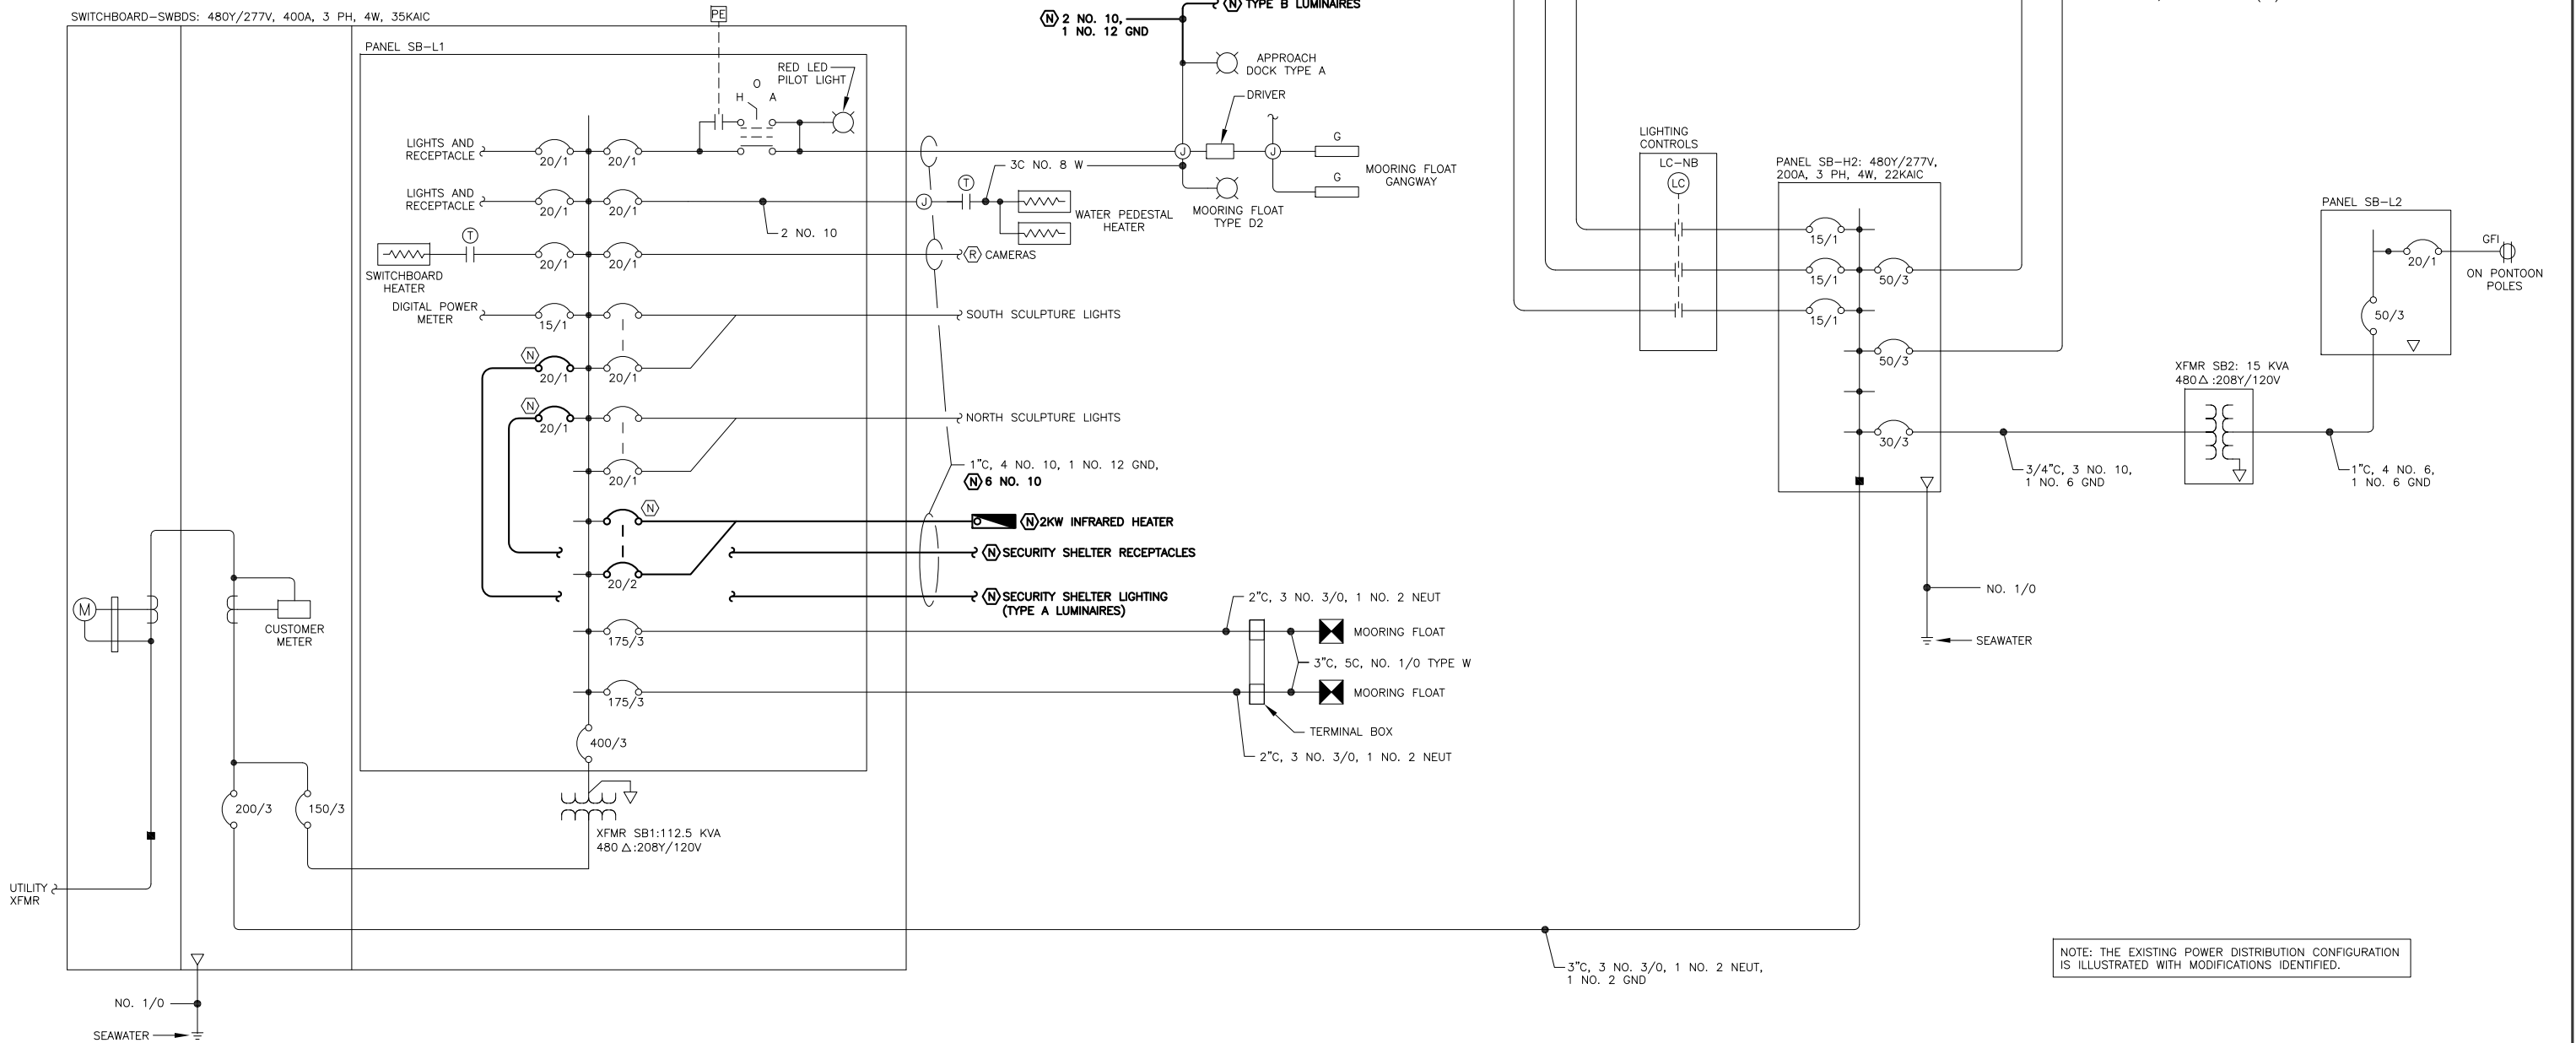 SWITCHBOARD-SWBDS: 480Y/277V, 400A, 3 PH, 4W, 35KAIC
PE
PANEL SB-L1
RED LED
PILOT LIGHT
O
H A
LIGHTS AND
RECEPTACLE
20/1
20/1
LIGHTS AND
RECEPTACLE
20/1
20/1
2 NO. 10
T
SWITCHBOARD
HEATER
20/1
20/1
DIGITAL POWER
METER
15/1
N
20/1
20/1
N
20/1
20/1
N
20/2
175/3
175/3
400/3
XFMR SB1:112.5 KVA
480 Δ:208Y/120V
M
CUSTOMER
METER
200/3
150/3
UTILITY
XFMR
NO. 1/0
SEAWATER
N TYPE B LUMINAIRES
N 2 NO. 10,
1 NO. 12 GND
APPROACH
DOCK TYPE A
DRIVER
J
J
G
G
MOORING FLOAT
GANGWAY
3C NO. 8 W
T
J
WATER PEDESTAL
HEATER
MOORING FLOAT
TYPE D2
R CAMERAS
SOUTH SCULPTURE LIGHTS
NORTH SCULPTURE LIGHTS
1"C, 4 NO. 10, 1 NO. 12 GND,
N 6 NO. 10
N 2KW INFRARED HEATER
N SECURITY SHELTER RECEPTACLES
N SECURITY SHELTER LIGHTING
(TYPE A LUMINAIRES)
2"C, 3 NO. 3/0, 1 NO. 2 NEUT
MOORING FLOAT
3"C, 5C, NO. 1/0 TYPE W
MOORING FLOAT
TERMINAL BOX
2"C, 3 NO. 3/0, 1 NO. 2 NEUT
LIGHTING
CONTROLS
LC-NB
LC
PANEL SB-H2: 480Y/277V,
200A, 3 PH, 4W, 22KAIC
15/1
15/1
50/3
15/1
50/3
30/3
3/4"C, 3 NO. 10,
1 NO. 6 GND
XFMR SB2: 15 KVA
480Δ:208Y/120V
1"C, 4 NO. 6,
1 NO. 6 GND
PANEL SB-L2
20/1
GFI
ON PONTOON
POLES
50/3
NO. 1/0
SEAWATER
3"C, 3 NO. 3/0, 1 NO. 2 NEUT,
1 NO. 2 GND
NOTE: THE EXISTING POWER DISTRIBUTION CONFIGURATION
IS ILLUSTRATED WITH MODIFICATIONS IDENTIFIED.